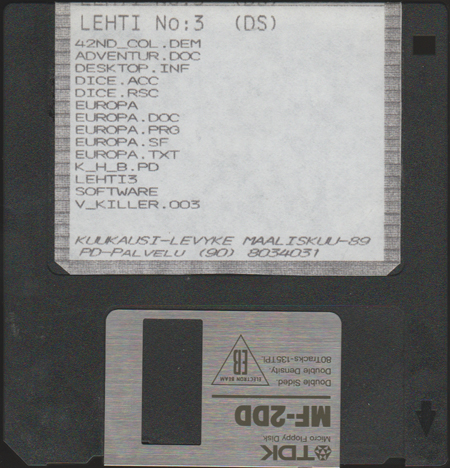 LEHTI No:3 (DS)
42ND_COL.DEM
ADVENTUR.DOC
DESKTOP.INF
DICE.ACC
DICE.RSC
EUROPA
EUROPA.DOC
EUROPA.PRG
EUROPA.SF
EUROPA.TXT
K_H_B.PD
LEHTI3
SOFTWARE
V_KILLER.003
KUUKAUSI-LEVYKE MAALISKUU-89
PD-PALVELU (90) 8034031
TDK
Micro Floppy Disk
MF-2DD
Double Sided.
Double Density.
80Tracks-135TPI.
EB
ELECTRON BEAM